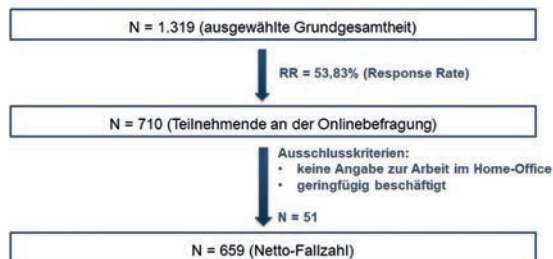 N = 1.319 (ausgewählte Grundgesamtheit)
RR = 53,83% (Response Rate)
N = 710 (Teilnehmende an der Onlinebefragung)
Ausschlusskriterien:
• keine Angabe zur Arbeit im Home-Office
• geringfügig beschäftigt
N = 51
N = 659 (Netto-Fallzahl)